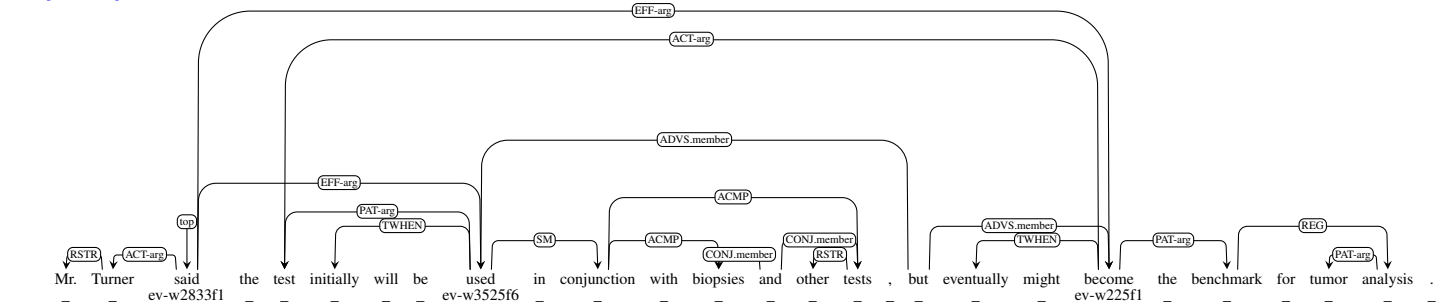 EFF-arg
ACT-arg
ADVS.member
EFF-arg
ACMP
PAT-arg
top
TWHEN
ADVS.member
REG
SM
ACMP
CONJ.member
TWHEN
PAT-arg
RSTR
ACT-arg
CONJ.member
RSTR
PAT-arg
Mr. Turner said the test initially will be used in conjunction with biopsies and other tests , but eventually might become the benchmark for tumor analysis .
_ _ ev-w2833f1 _ _ _ _ _ ev-w3525f6 _ _ _ _ _ _ _ _ _ _ _ ev-w225f1 _ _ _ _ _ _